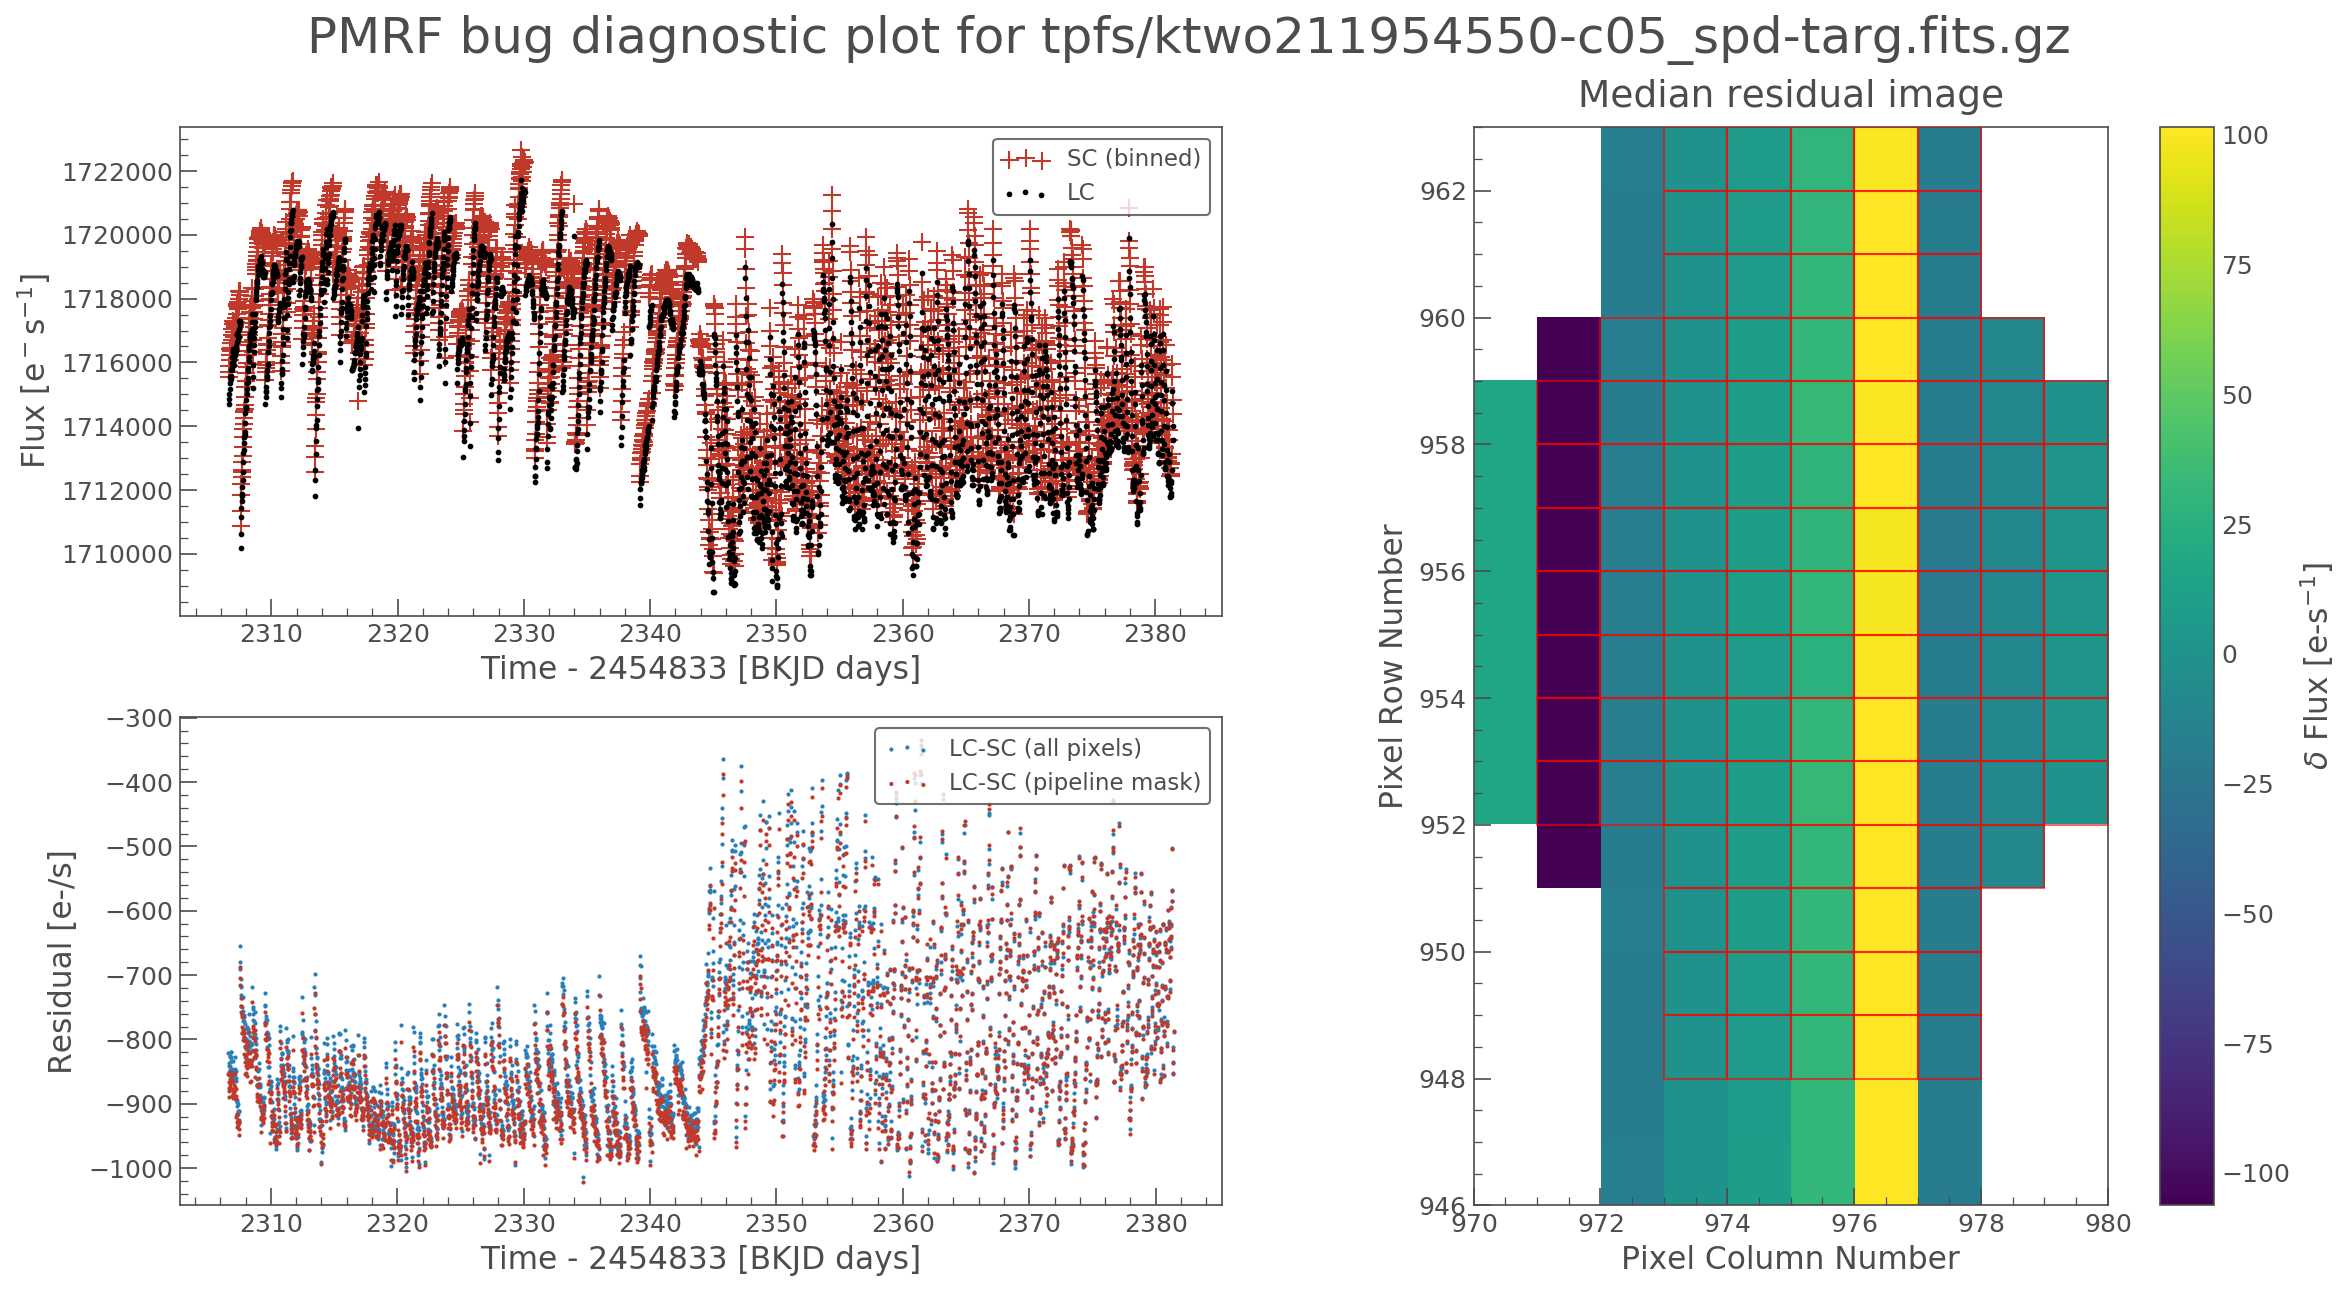 PMRF bug diagnostic plot for tpfs/ktwo211954550-c05_spd-targ.fits.gz
SC (binned)
LC
1722000
1720000
1718000
1716000
1714000
1712000
1710000
Flux [e⁻ s⁻¹]
2310 2320 2330 2340 2350 2360 2370 2380
Time - 2454833 [BKJD days]
LC-SC (all pixels)
LC-SC (pipeline mask)
−300
−400
−500
−600
−700
−800
−900
−1000
Residual [e-/s]
2310 2320 2330 2340 2350 2360 2370 2380
Time - 2454833 [BKJD days]
Median residual image
962
960
958
956
954
952
950
948
946
Pixel Row Number
970 972 974 976 978 980
Pixel Column Number
100
75
50
25
0
−25
−50
−75
−100
δ Flux [e-s⁻¹]